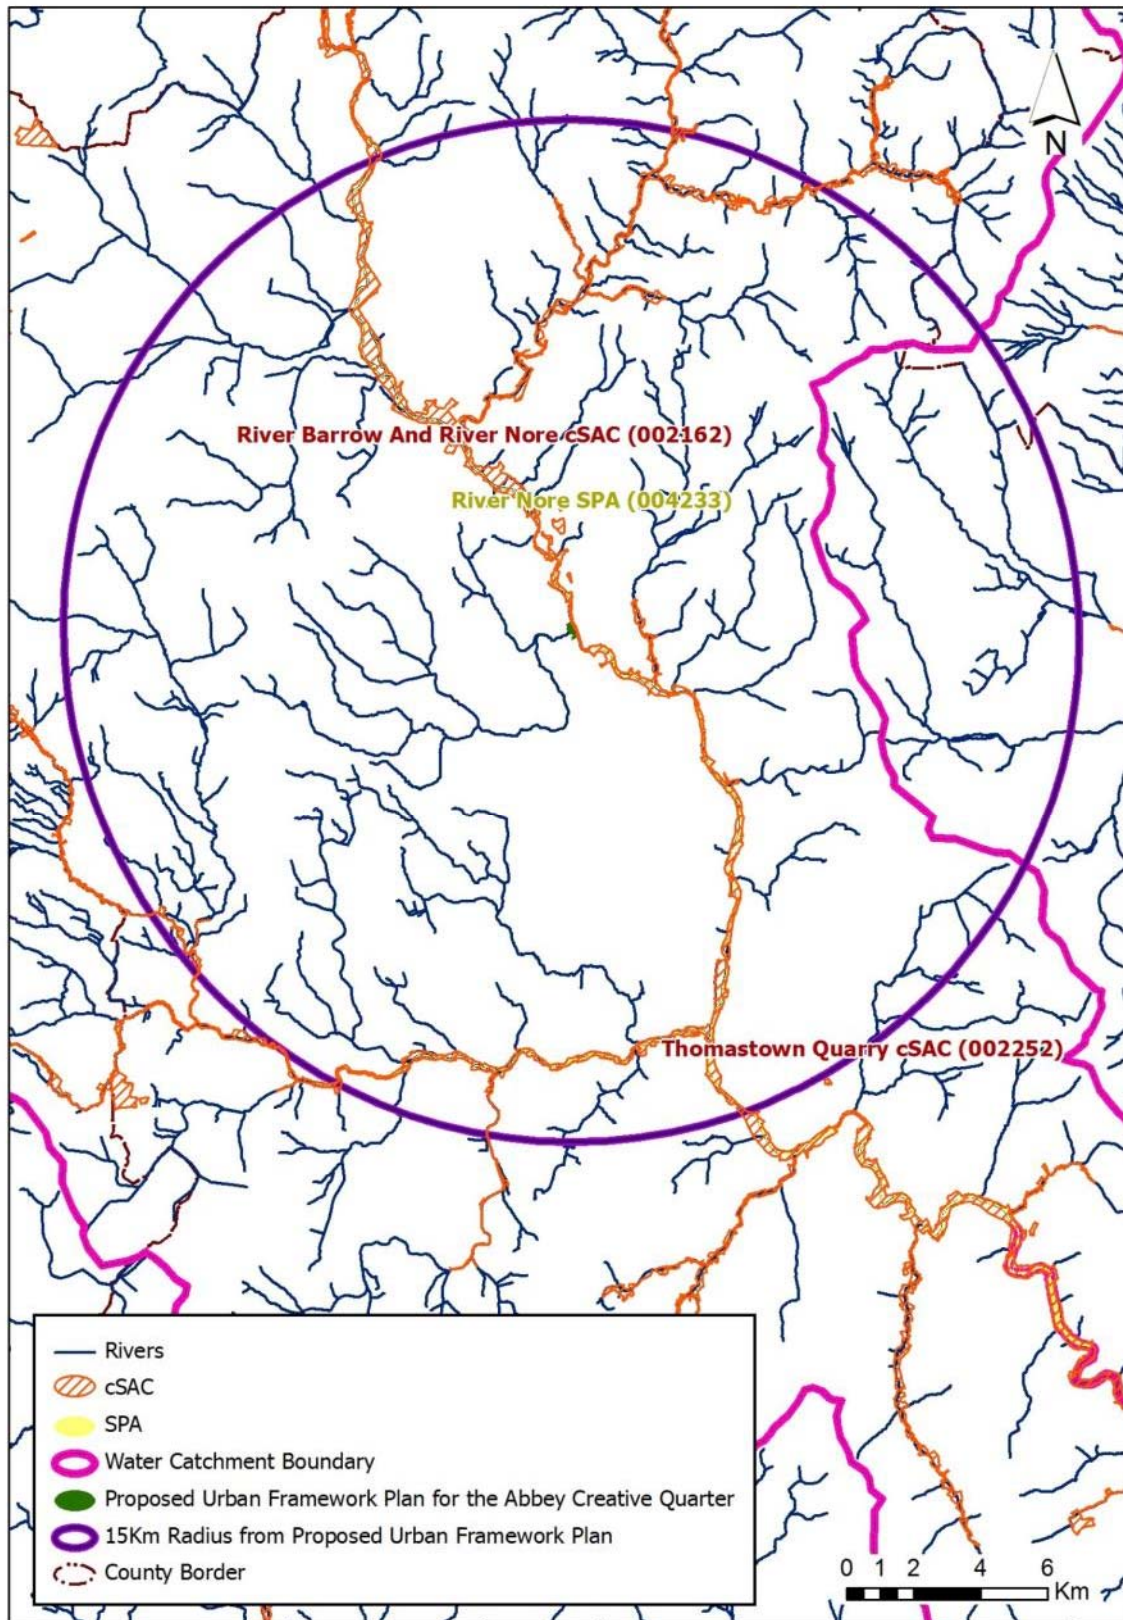 N
River Barrow And River Nore cSAC (002162)
River Nore SPA (004233)
Thomastown Quarry cSAC (002252)
Rivers
cSAC
SPA
Water Catchment Boundary
Proposed Urban Framework Plan for the Abbey Creative Quarter
15Km Radius from Proposed Urban Framework Plan
County Border
0 1 2 4 6
Km